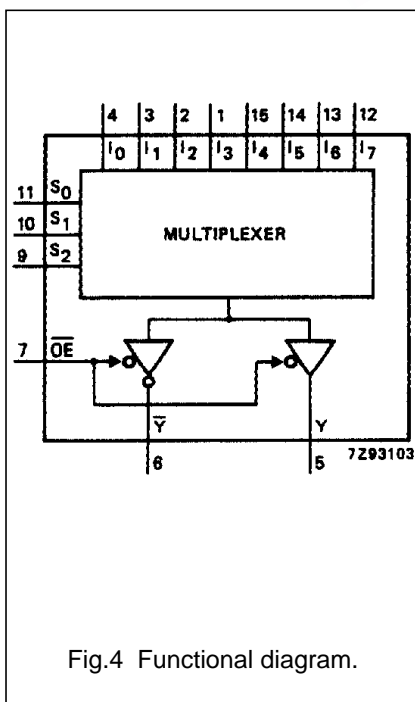 4 3 2 1 15 14 13 12
I0 I1 I2 I3 I4 I5 I6 I7
11 S0
10 S1
MULTIPLEXER
9 S2
7 O̅E̅
Y̅ Y
7Z93103
6 5
Fig.4 Functional diagram.